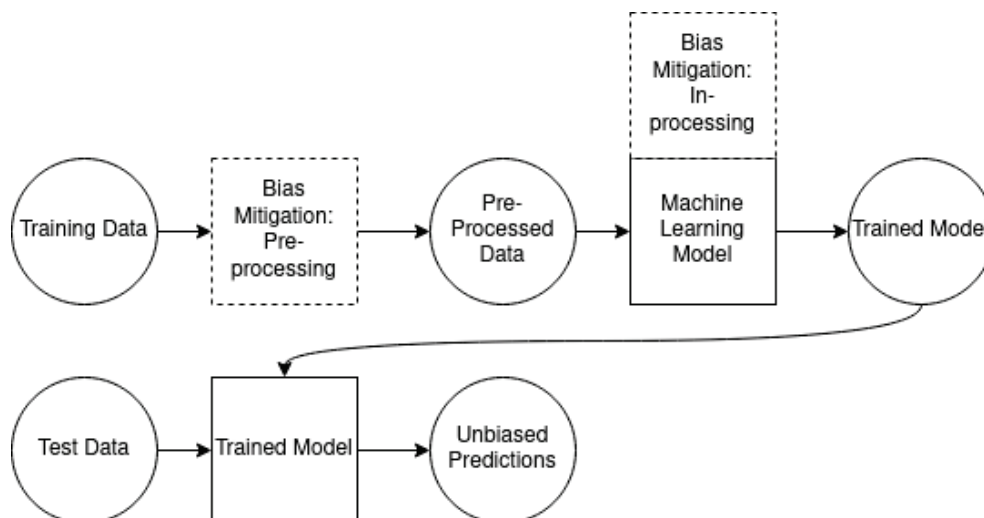 Bias
Mitigation:
In-
processing
Training Data
Bias
Mitigation:
Pre-
processing
Pre-
Processed
Data
Machine
Learning
Model
Trained Model
Test Data
Trained Model
Unbiased
Predictions